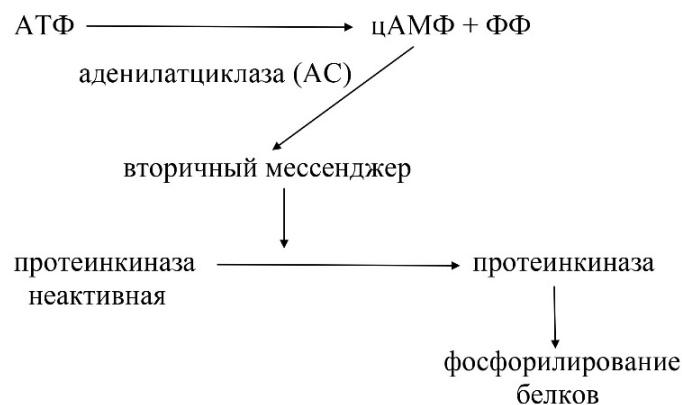 АТФ цАМФ + ФФ
аденилатциклаза (АС)
вторичный мессенджер
протеинкиназа протеинкиназа
неактивная
фосфорилирование
белков